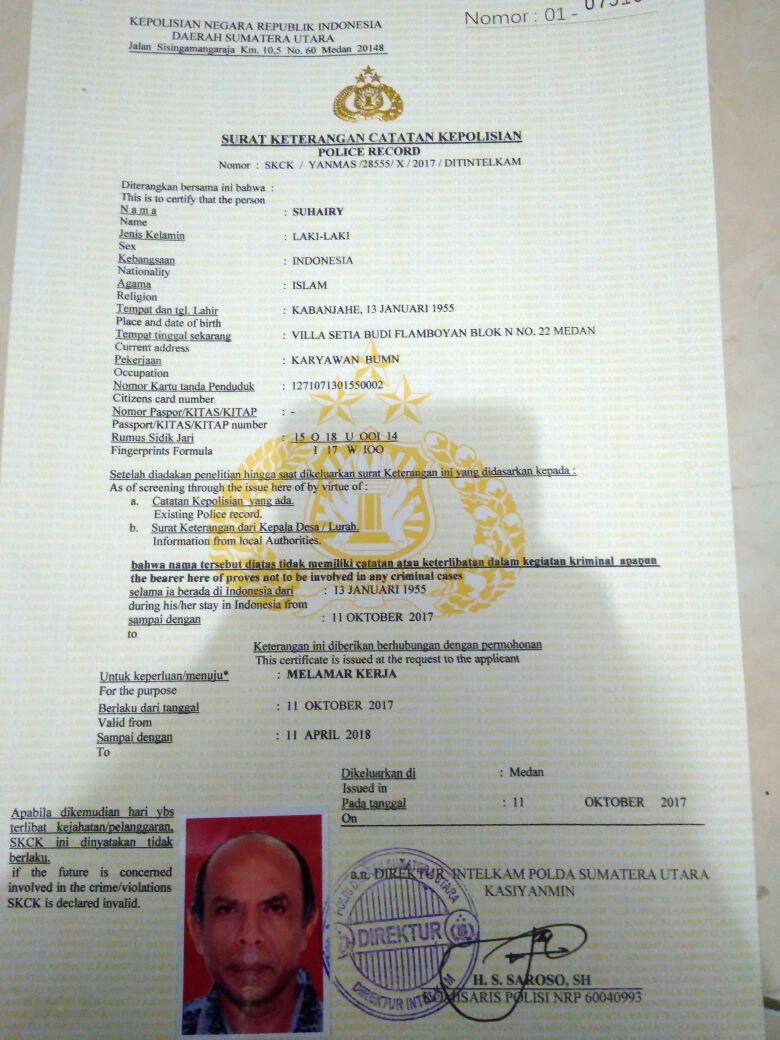 KEPOLISIAN NEGARA REPUBLIK INDONESIA
DAERAH SUMATERA UTARA
Jalan Sisingamangaraja Km. 10,5 No. 60 Medan 20148
Nomor : 01 -
SURAT KETERANGAN CATATAN KEPOLISIAN
POLICE RECORD
Nomor : SKCK / YANMAS /28555/ X / 2017 / DITINTELKAM
Diterangkan bersama ini bahwa :
This is to certify that the person
N a m a : SUHAIRY
Name
Jenis Kelamin : LAKI-LAKI
Sex
Kebangsaan : INDONESIA
Nationality
Agama : ISLAM
Religion
Tempat dan tgl. Lahir : KABANJAHE, 13 JANUARI 1955
Place and date of birth
Tempat tinggal sekarang : VILLA SETIA BUDI FLAMBOYAN BLOK N NO. 22 MEDAN
Current address
Pekerjaan : KARYAWAN BUMN
Occupation
Nomor Kartu tanda Penduduk : 1271071301550002
Citizens card number
Nomor Paspor/KITAS/KITAP : -
Passport/KITAS/KITAP number
Rumus Sidik Jari : 15 O 18 U OOI 14
Fingerprints Formula I 17 W IOO
Setelah diadakan penelitian hingga saat dikeluarkan surat Keterangan ini yang didasarkan kepada :
As of screening through the issue here of by virtue of :
a. Catatan Kepolisian yang ada.
Existing Police record.
b. Surat Keterangan dari Kepala Desa / Lurah.
Information from local Authorities.
bahwa nama tersebut diatas tidak memiliki catatan atau keterlibatan dalam kegiatan kriminal apapun
the bearer here of proves not to be involved in any criminal cases
selama ia berada di Indonesia dari : 13 JANUARI 1955
during his/her stay in Indonesia from
sampai dengan : 11 OKTOBER 2017
to
Keterangan ini diberikan berhubungan dengan permohonan
This certificate is issued at the request to the applicant
Untuk keperluan/menuju* : MELAMAR KERJA
For the purpose
Berlaku dari tanggal : 11 OKTOBER 2017
Valid from
Sampai dengan : 11 APRIL 2018
To
Dikeluarkan di : Medan
Issued in
Pada tanggal : 11 OKTOBER 2017
On
Apabila dikemudian hari ybs
terlibat kejahatan/pelanggaran,
SKCK ini dinyatakan tidak
berlaku.
if the future is concerned
involved in the crime/violations
SKCK is declared invalid.
a.n. DIREKTUR INTELKAM POLDA SUMATERA UTARA
KASIYANMIN
DIREKTUR
DIREKTUR INTELKAM
H. S. SAROSO, SH
KOMISARIS POLISI NRP 60040993